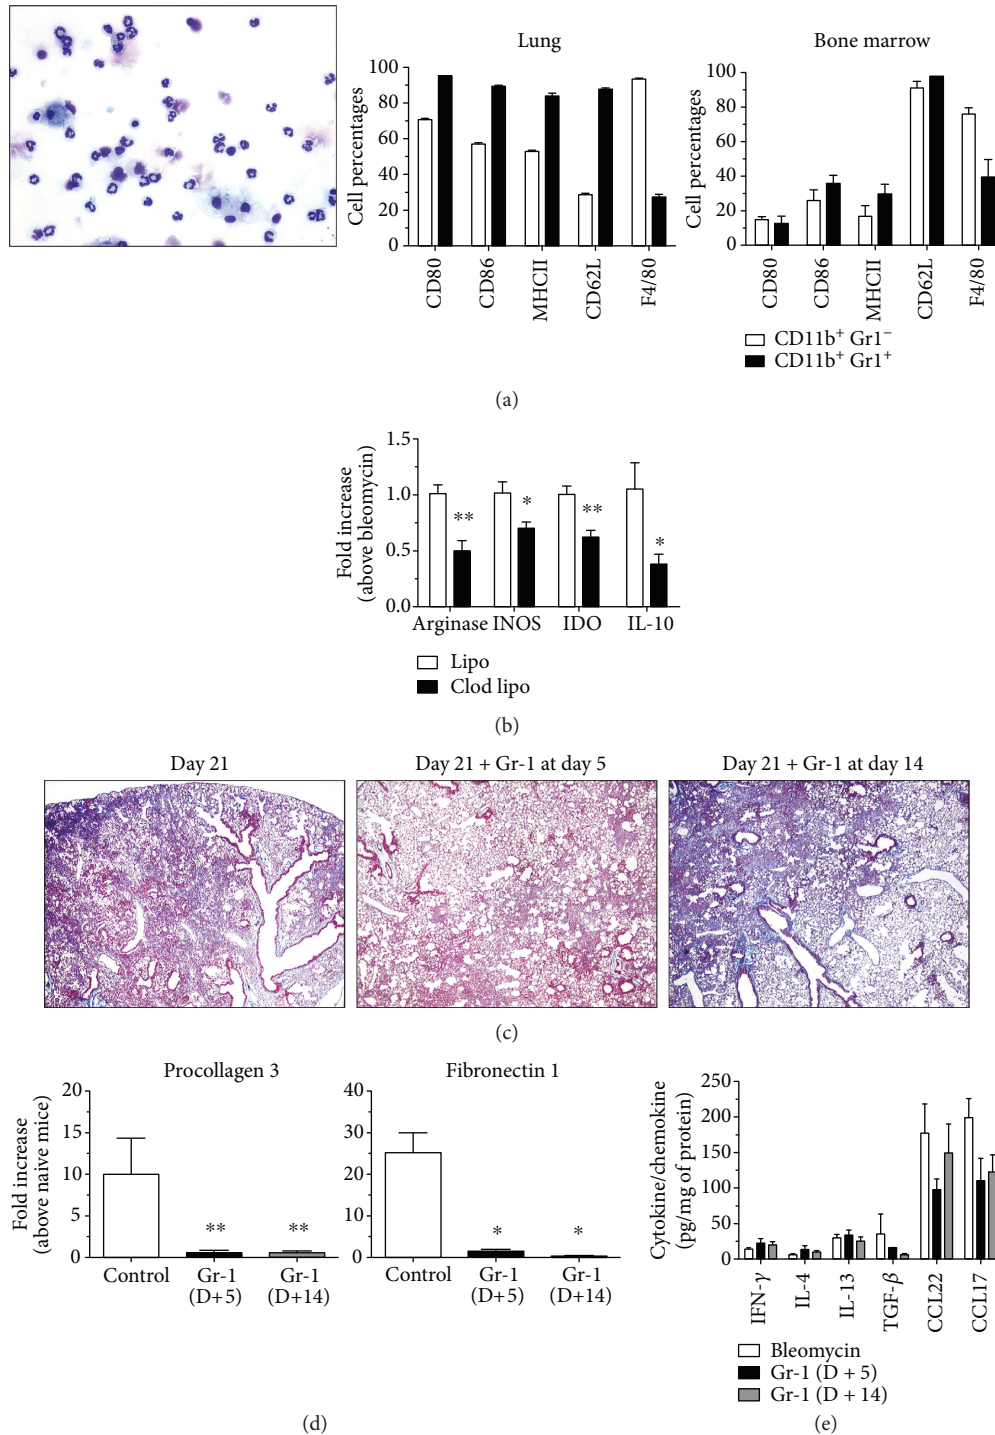 Lung
Cell percentages
100
80
60
40
20
0
CD80
CD86
MHCII
CD62L
F4/80
Bone marrow
Cell percentages
100
80
60
40
20
0
CD80
CD86
MHCII
CD62L
F4/80
CD11b⁺ Gr1⁻
CD11b⁺ Gr1⁺
(a)
Fold increase
(above bleomycin)
1.5
1.0
0.5
0.0
**
*
**
*
Arginase INOS IDO IL-10
Lipo
Clod lipo
(b)
Day 21
Day 21 + Gr-1 at day 5
Day 21 + Gr-1 at day 14
(c)
Procollagen 3
Fold increase
(above naive mice)
20
15
10
5
0
**
**
Control
Gr-1
(D+5)
Gr-1
(D+14)
Fibronectin 1
40
30
20
10
0
*
*
Control
Gr-1
(D+5)
Gr-1
(D+14)
(d)
Cytokine/chemokine
(pg/mg of protein)
250
200
150
100
50
0
IFN-γ
IL-4
IL-13
TGF-β
CCL22
CCL17
Bleomycin
Gr-1 (D + 5)
Gr-1 (D + 14)
(e)